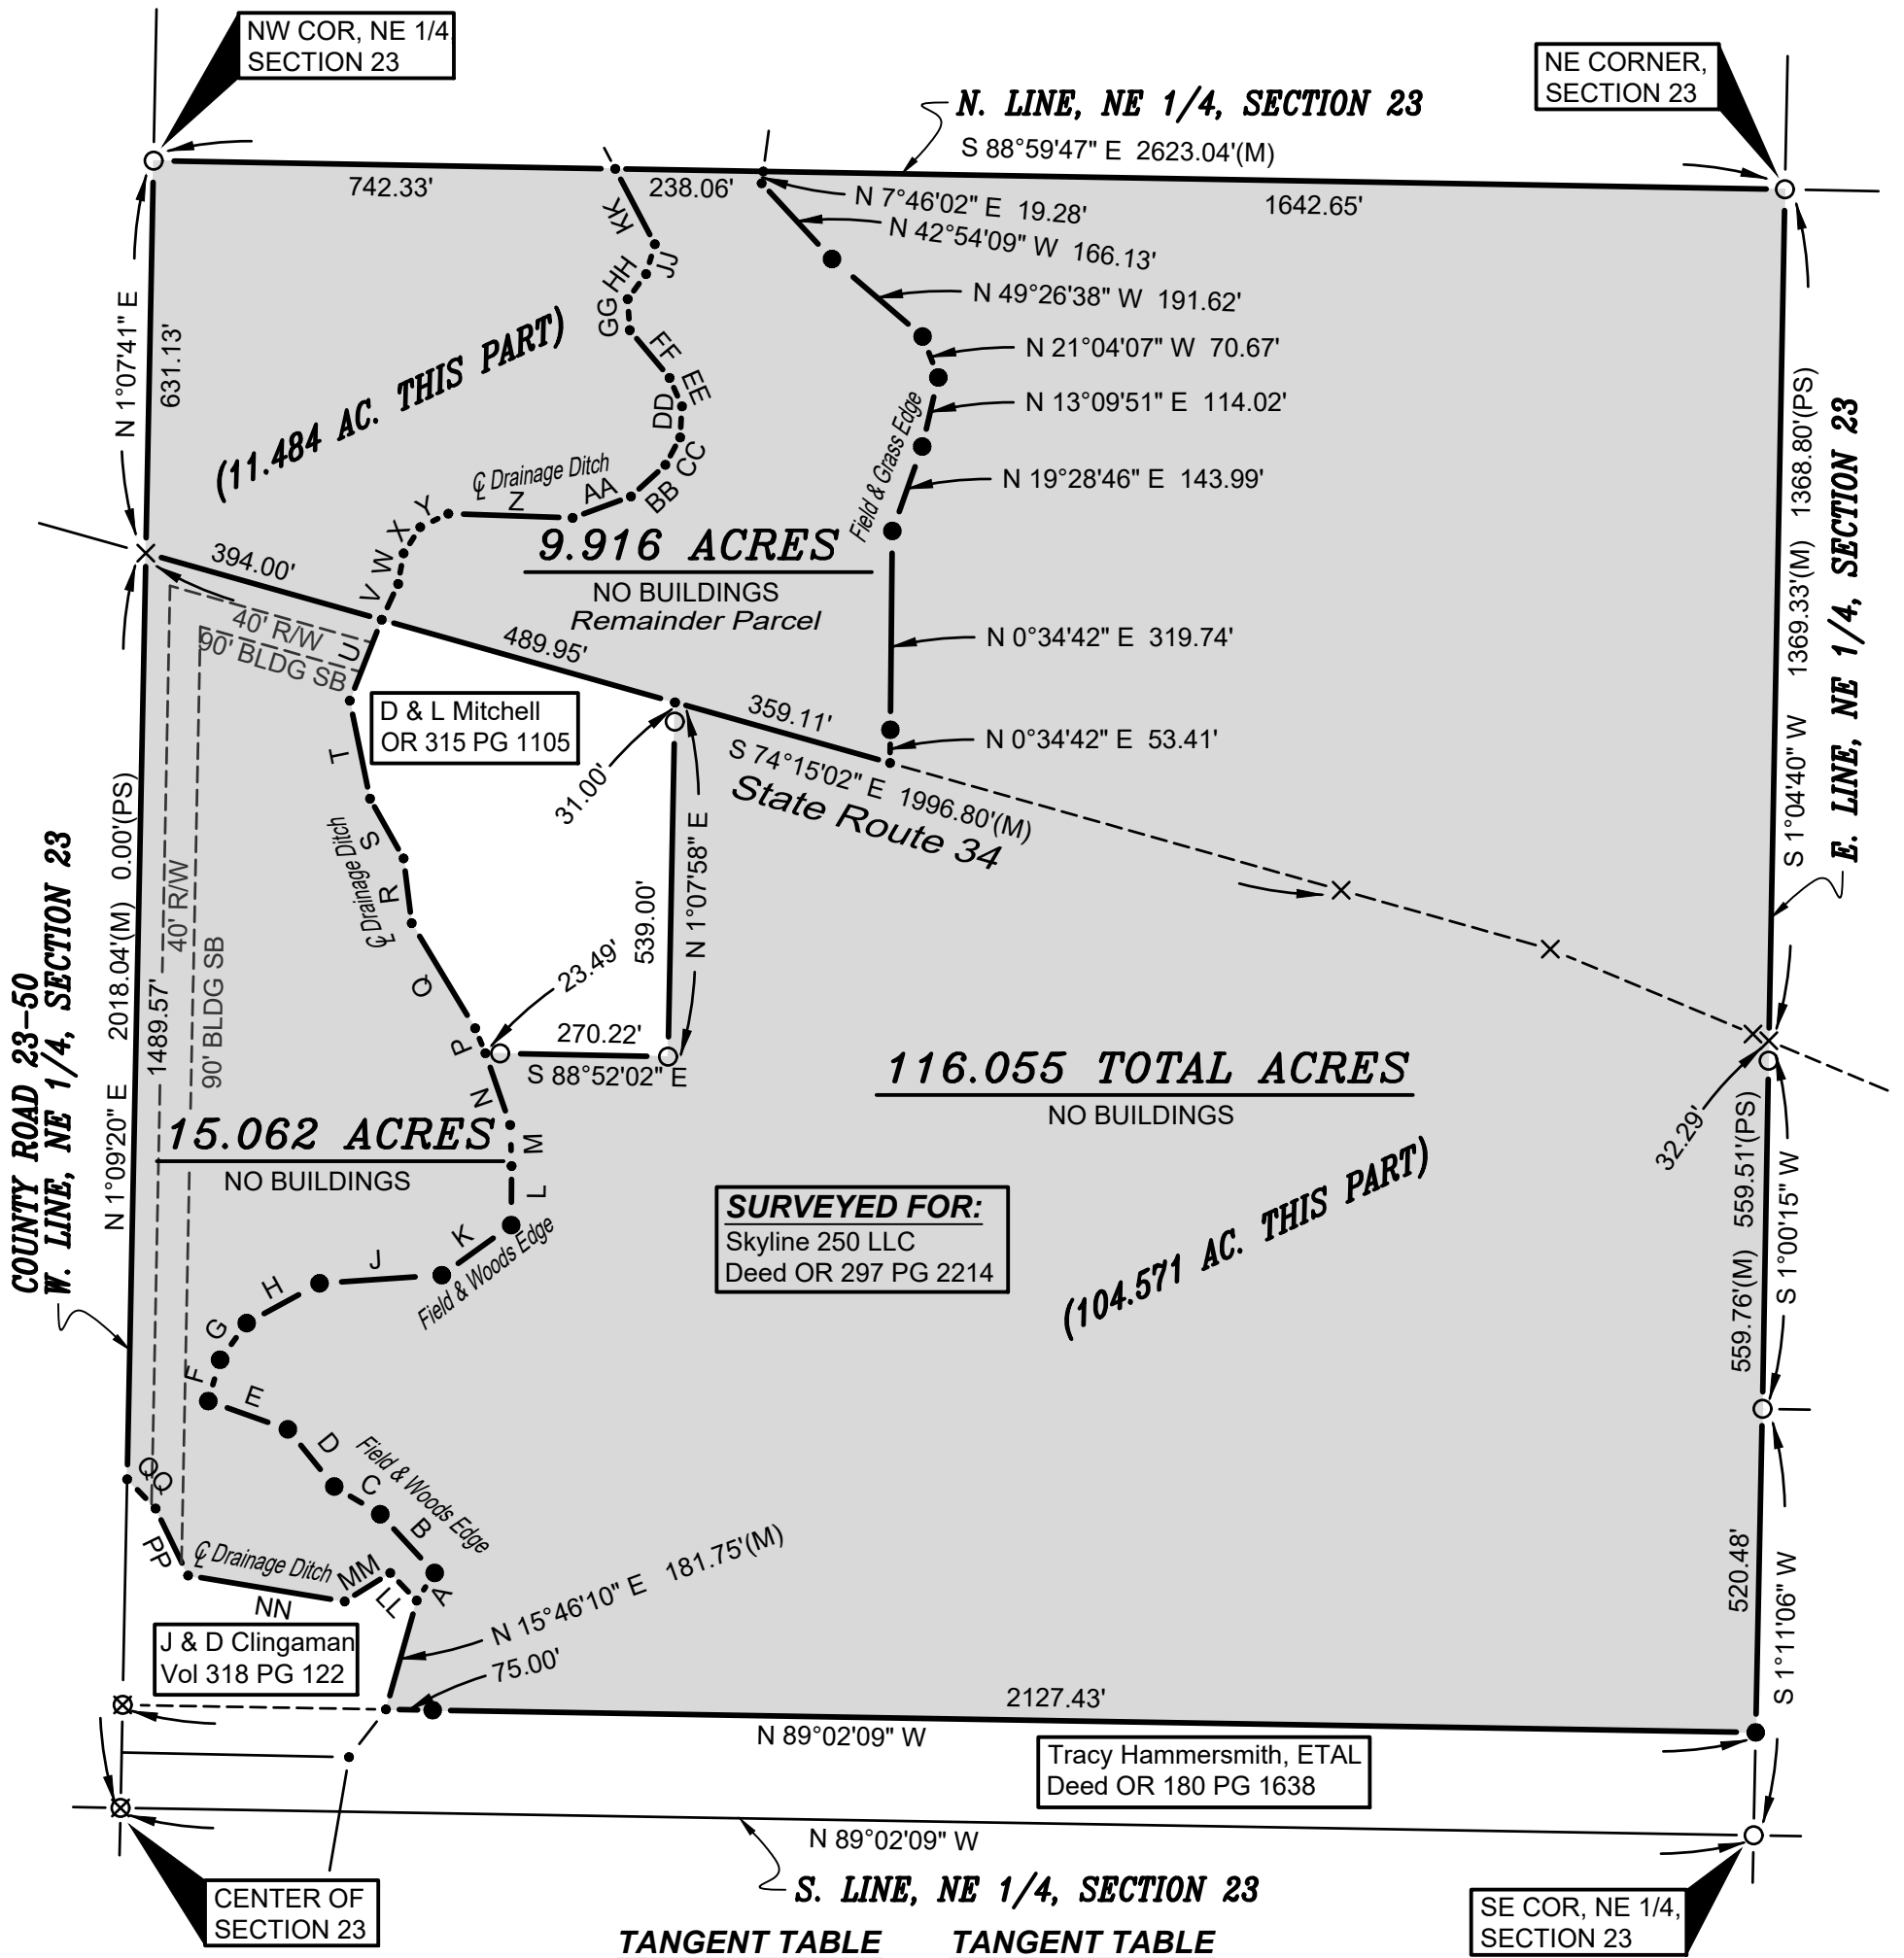 NW COR, NE 1/4,
SECTION 23
NE CORNER,
SECTION 23
N. LINE, NE 1/4, SECTION 23
S 88°59'47" E 2623.04'(M)
742.33'
238.06'
1642.65'
N 7°46'02" E 19.28'
N 42°54'09" W 166.13'
N 49°26'38" W 191.62'
N 21°04'07" W 70.67'
N 13°09'51" E 114.02'
N 19°28'46" E 143.99'
N 0°34'42" E 319.74'
N 0°34'42" E 53.41'
KK
JJ
HH
GG
FF
EE
DD
CC
BB
AA
Z
Y
X
W
V
U
T
S
R
Q
P
N
M
L
K
J
H
G
F
E
D
C
B
A
LL
MM
NN
PP
QQ
N 1°07'41" E
631.13'
(11.484 AC. THIS PART)
℄ Drainage Ditch
Field & Grass Edge
9.916 ACRES
NO BUILDINGS
Remainder Parcel
394.00'
489.95'
359.11'
S 74°15'02" E 1996.80'(M)
State Route 34
40' R/W
90' BLDG SB
D & L Mitchell
OR 315 PG 1105
31.00'
539.00'
N 1°07'58" E
23.49'
270.22'
S 88°52'02" E
℄ Drainage Ditch
40' R/W
90' BLDG SB
1489.57'
N 1°09'20" E 2018.04'(M) 0.00'(PS)
COUNTY ROAD 23-50
W. LINE, NE 1/4, SECTION 23
1369.33'(M) 1368.80'(PS)
S 1°04'40" W
E. LINE, NE 1/4, SECTION 23
116.055 TOTAL ACRES
NO BUILDINGS
15.062 ACRES
NO BUILDINGS
32.29'
559.76'(M) 559.51'(PS)
S 1°00'15" W
SURVEYED FOR:
Skyline 250 LLC
Deed OR 297 PG 2214
(104.571 AC. THIS PART)
Field & Woods Edge
Field & Woods Edge
℄ Drainage Ditch
520.48'
S 1°11'06" W
N 15°46'10" E 181.75'(M)
75.00'
J & D Clingaman
Vol 318 PG 122
2127.43'
N 89°02'09" W
Tracy Hammersmith, ETAL
Deed OR 180 PG 1638
N 89°02'09" W
S. LINE, NE 1/4, SECTION 23
CENTER OF
SECTION 23
SE COR, NE 1/4,
SECTION 23
TANGENT TABLE
TANGENT TABLE